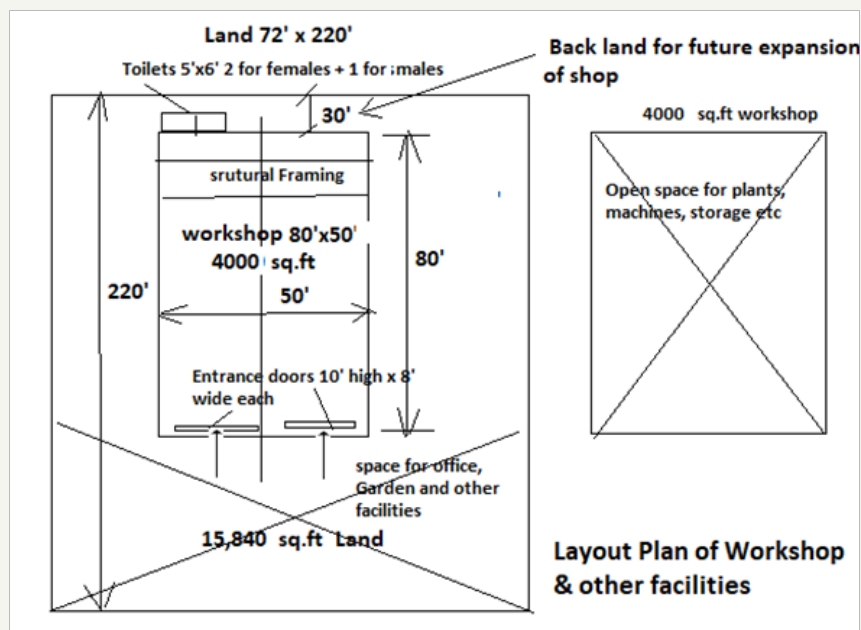 Land 72' x 220'
Toilets 5'x6' 2 for females + 1 for males
Back land for future expansion
of shop
30'
4000 sq.ft workshop
srutural Framing
Open space for plants,
machines, storage etc
workshop 80'x50'
4000 sq.ft
80'
220'
50'
Entrance doors 10' high x 8'
wide each
space for office,
Garden and other
facilities
15,840 sq.ft Land
Layout Plan of Workshop
& other facilities